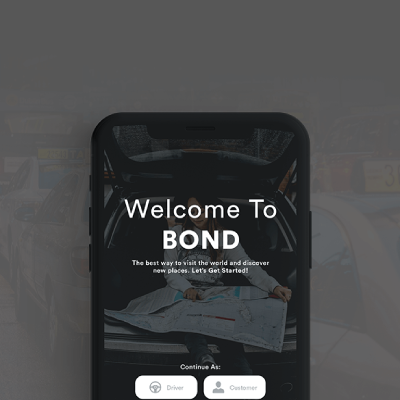 Welcome To
BOND
The best way to visit the world and discover
new places. Let's Get Started!
Continue As:
Driver
Customer